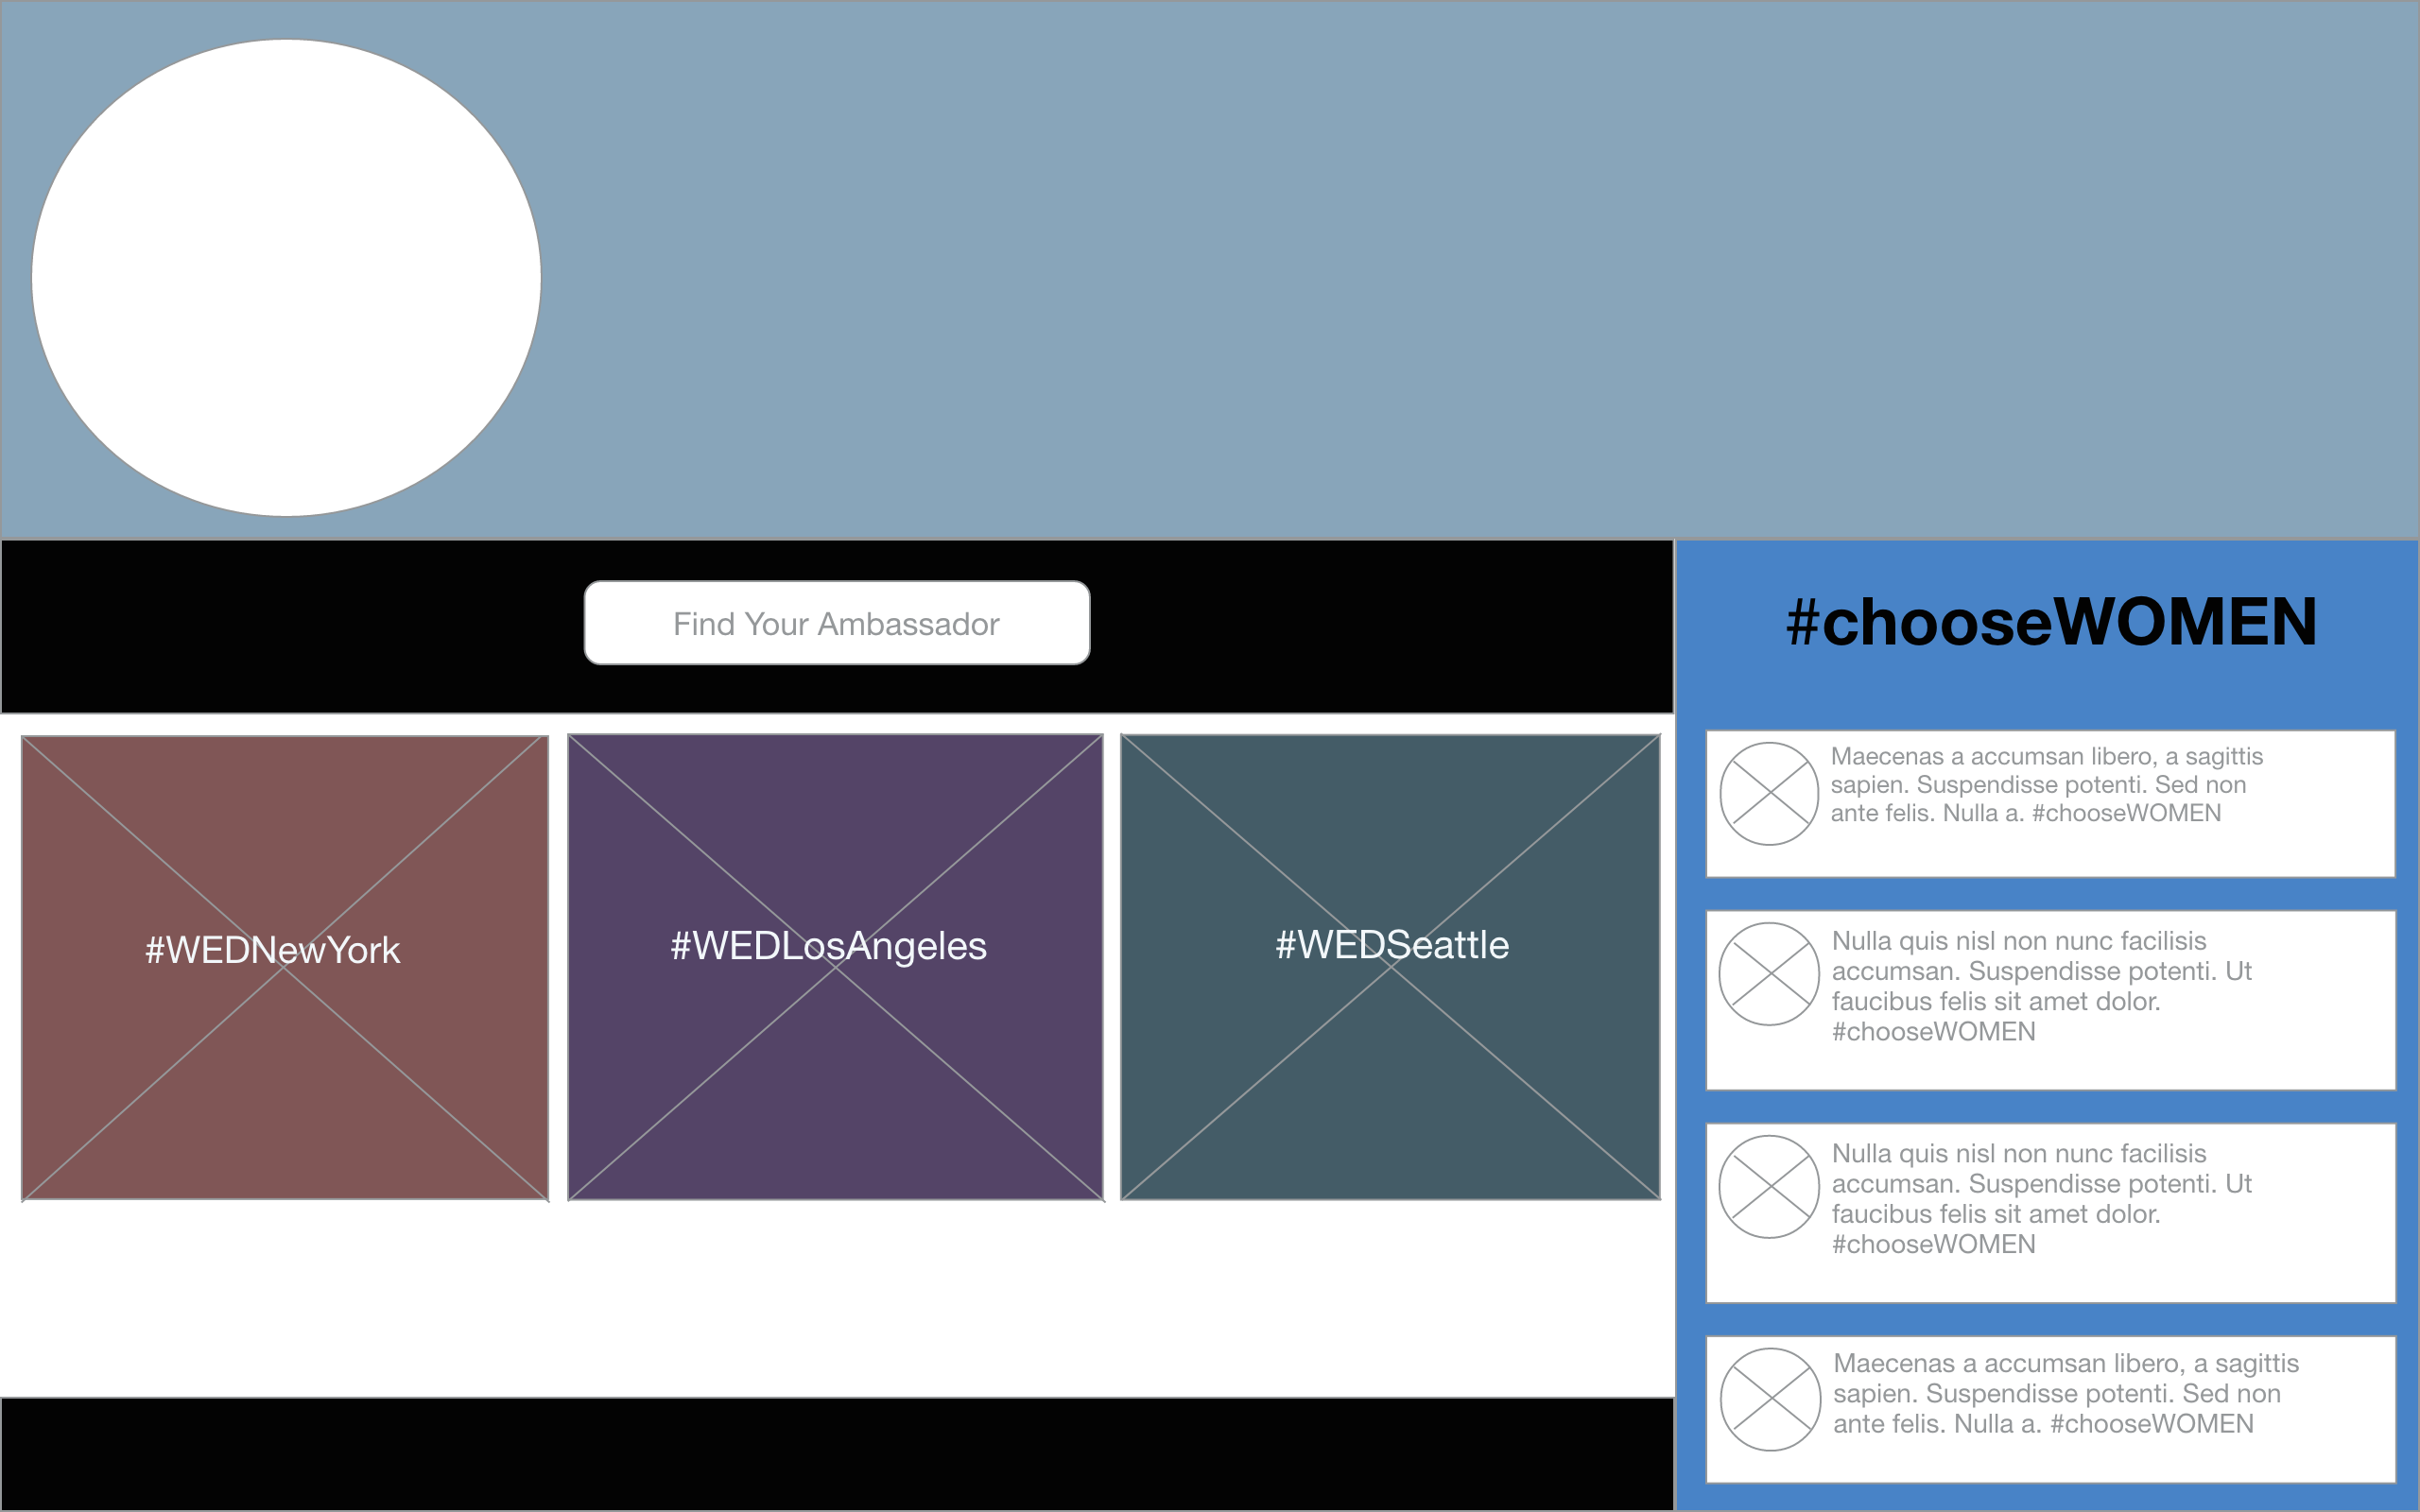 Find Your Ambassador
#chooseWOMEN
#WEDNewYork
#WEDLosAngeles
#WEDSeattle
Maecenas a accumsan libero, a sagittis
sapien. Suspendisse potenti. Sed non
ante felis. Nulla a. #chooseWOMEN
Nulla quis nisl non nunc facilisis
accumsan. Suspendisse potenti. Ut
faucibus felis sit amet dolor.
#chooseWOMEN
Nulla quis nisl non nunc facilisis
accumsan. Suspendisse potenti. Ut
faucibus felis sit amet dolor.
#chooseWOMEN
Maecenas a accumsan libero, a sagittis
sapien. Suspendisse potenti. Sed non
ante felis. Nulla a. #chooseWOMEN